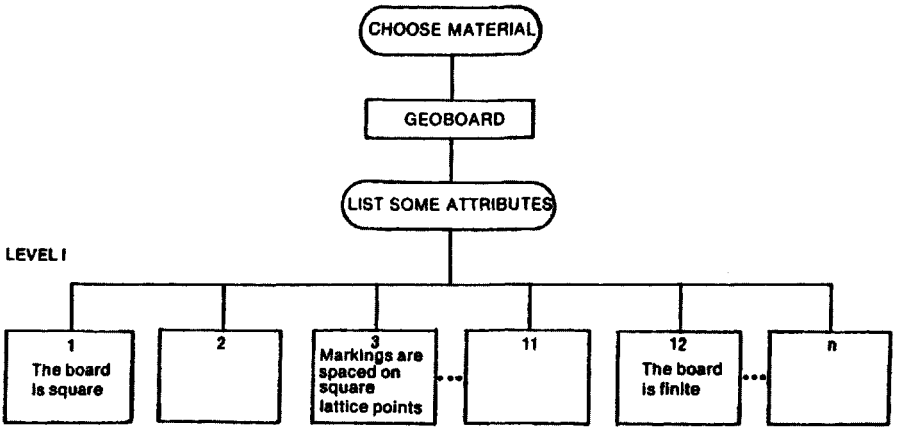 CHOOSE MATERIAL
GEOBOARD
LIST SOME ATTRIBUTES
LEVEL I
1
The board
is square
2
3
Markings are
spaced on
square
lattice points
11
12
The board
is finite
n